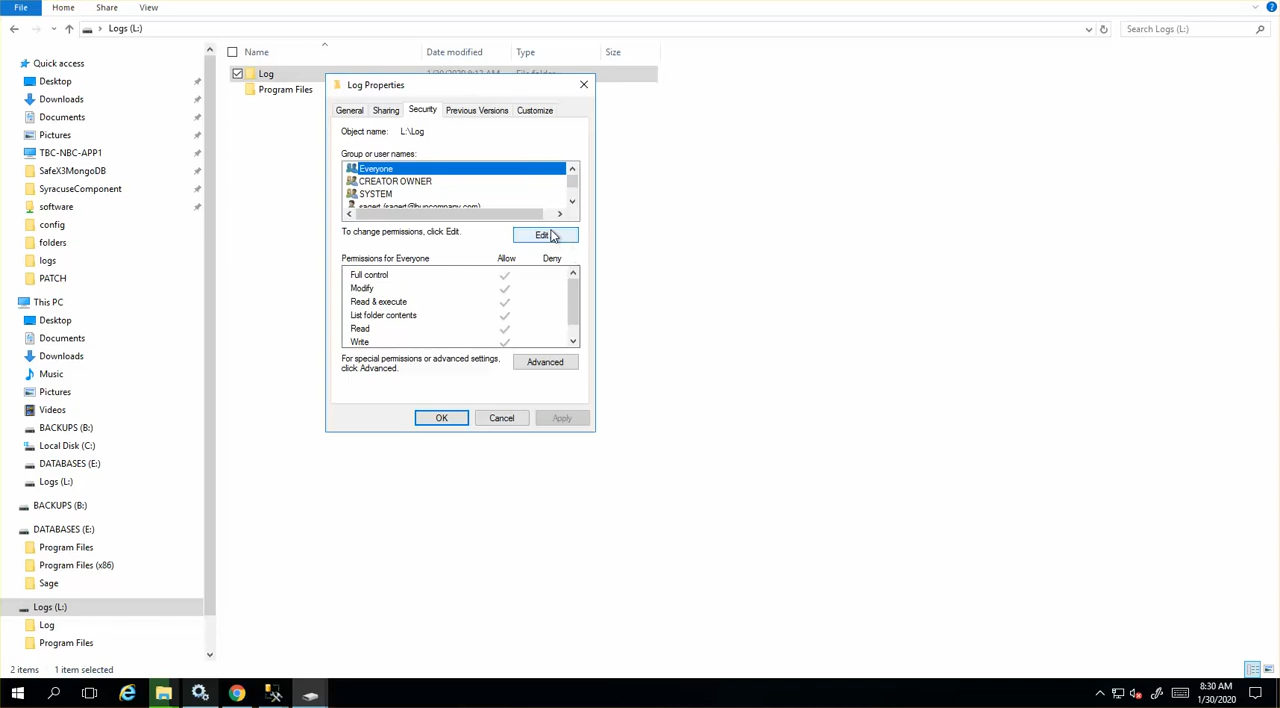 File Home Share View
Logs (L:) Search Logs (L:)
Name Date modified Type Size
Quick access
Desktop
Downloads
Documents
Pictures
TBC-NBC-APP1
SafeX3MongoDB
SyracuseComponent
software
config
folders
logs
PATCH
This PC
Desktop
Documents
Downloads
Music
Pictures
Videos
BACKUPS (B:)
Local Disk (C:)
DATABASES (E:)
Logs (L:)
BACKUPS (B:)
DATABASES (E:)
Program Files
Program Files (x86)
Sage
Logs (L:)
Log
Program Files
Log
Program Files
Log Properties
General Sharing Security Previous Versions Customize
Object name: L:\Log
Group or user names:
Everyone
CREATOR OWNER
SYSTEM
To change permissions, click Edit. Edit
Permissions for Everyone Allow Deny
Full control
Modify
Read & execute
List folder contents
Read
Write
For special permissions or advanced settings,
click Advanced. Advanced
OK Cancel Apply
2 items 1 item selected
8:30 AM
1/30/2020